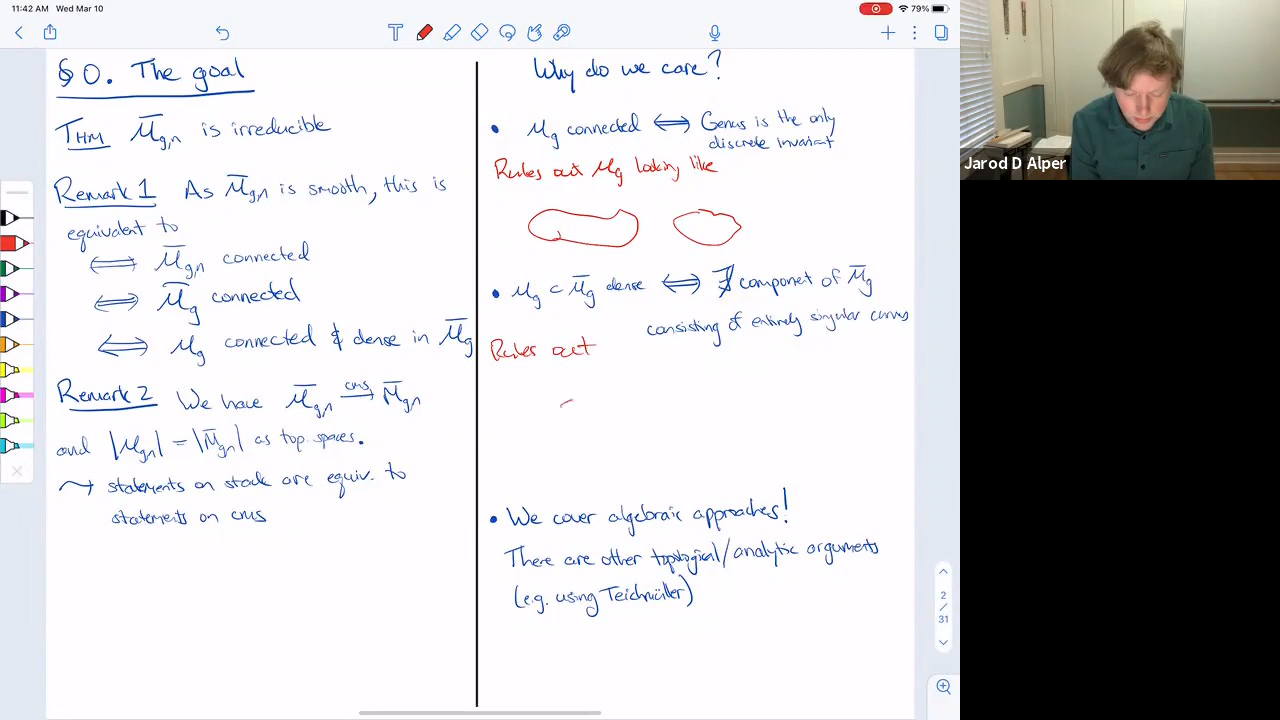 11:42 AM Wed Mar 10
79%
§0. The goal
THM M̄g,n is irreducible
Remark 1 As M̄g,n is smooth, this is
equivalent to
⟺ M̄g,n connected
⟺ M̄g connected
⟺ Mg connected & dense in M̄g
Remark 2 We have M̄g,n →cms M̄g,n
and |Mg,n| = |M̄g,n| as top spaces.
⇝ statements on stack are equiv. to
statements on cms
Why do we care?
• Mg connected ⟺ Genus is the only
discrete invariant
Rules out Mg looking like
• Mg ⊂ M̄g dense ⟺ ∄ componet of M̄g
consisting of entirely singular curves
Rules out
• We cover algebraic approaches!
There are other topological/analytic arguments
(e.g. using Teichmüller)
2
/
31
Jarod D Alper